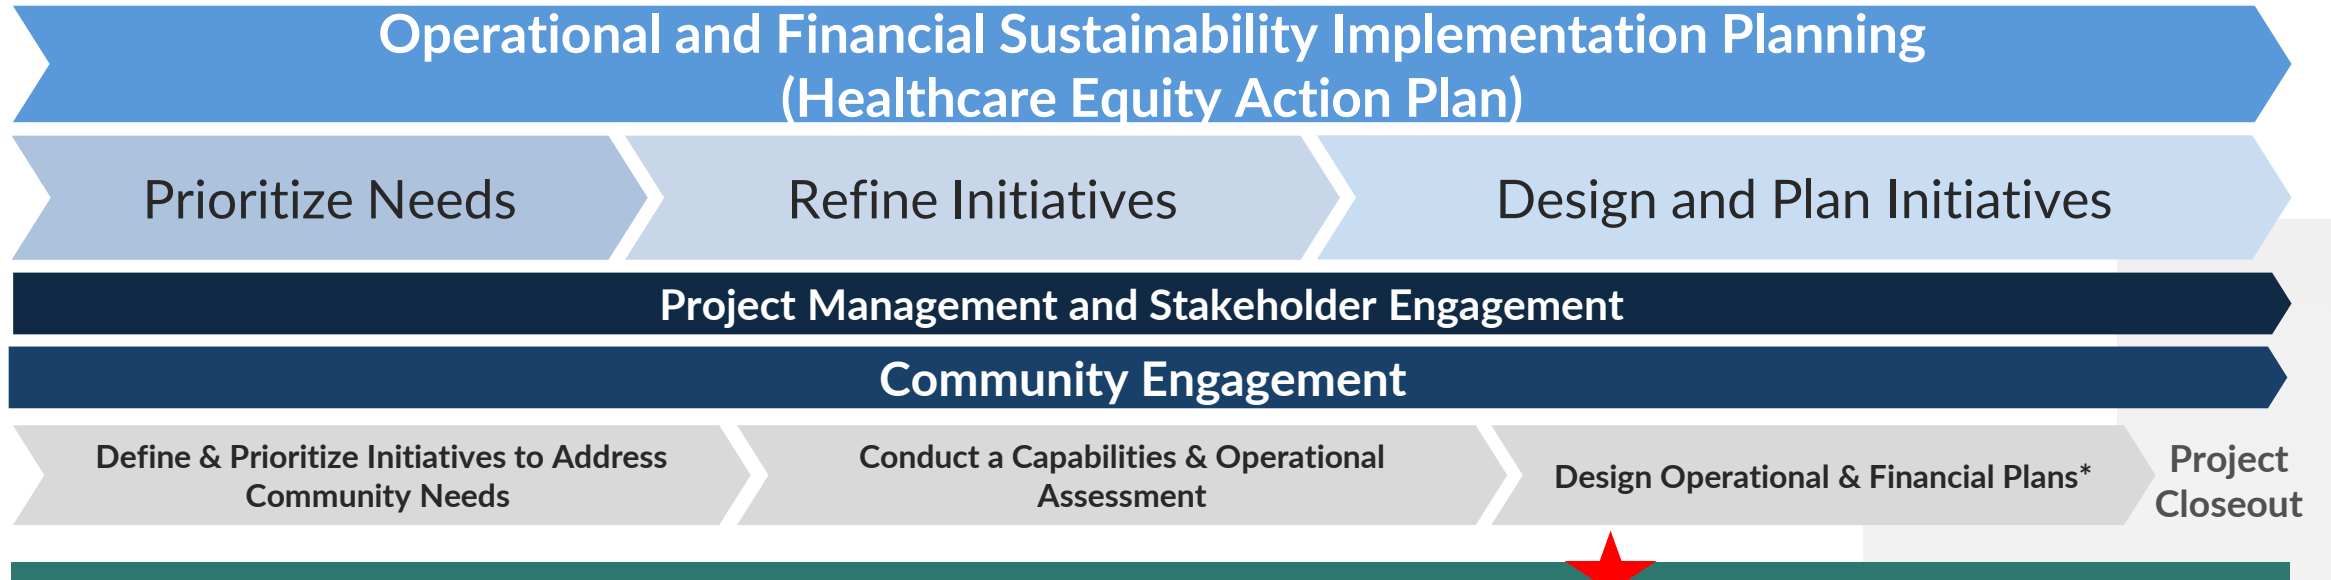 Operational and Financial Sustainability Implementation Planning
(Healthcare Equity Action Plan)
Prioritize Needs
Refine Initiatives
Design and Plan Initiatives
Project Management and Stakeholder Engagement
Community Engagement
Define & Prioritize Initiatives to Address
Community Needs
Conduct a Capabilities & Operational
Assessment
Design Operational & Financial Plans*
Project
Closeout